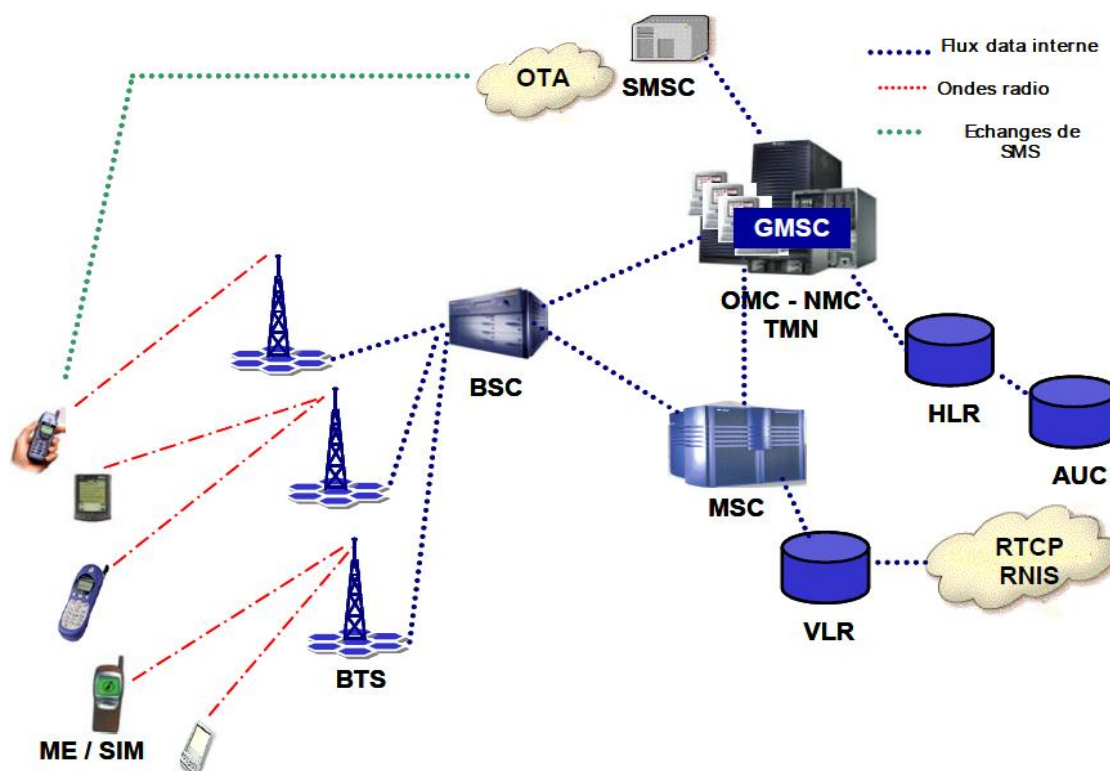 OTA
SMSC
Flux data interne
Ondes radio
Echanges de
SMS
GMSC
OMC - NMC
TMN
BSC
HLR
AUC
MSC
RTCP
RNIS
VLR
BTS
ME / SIM